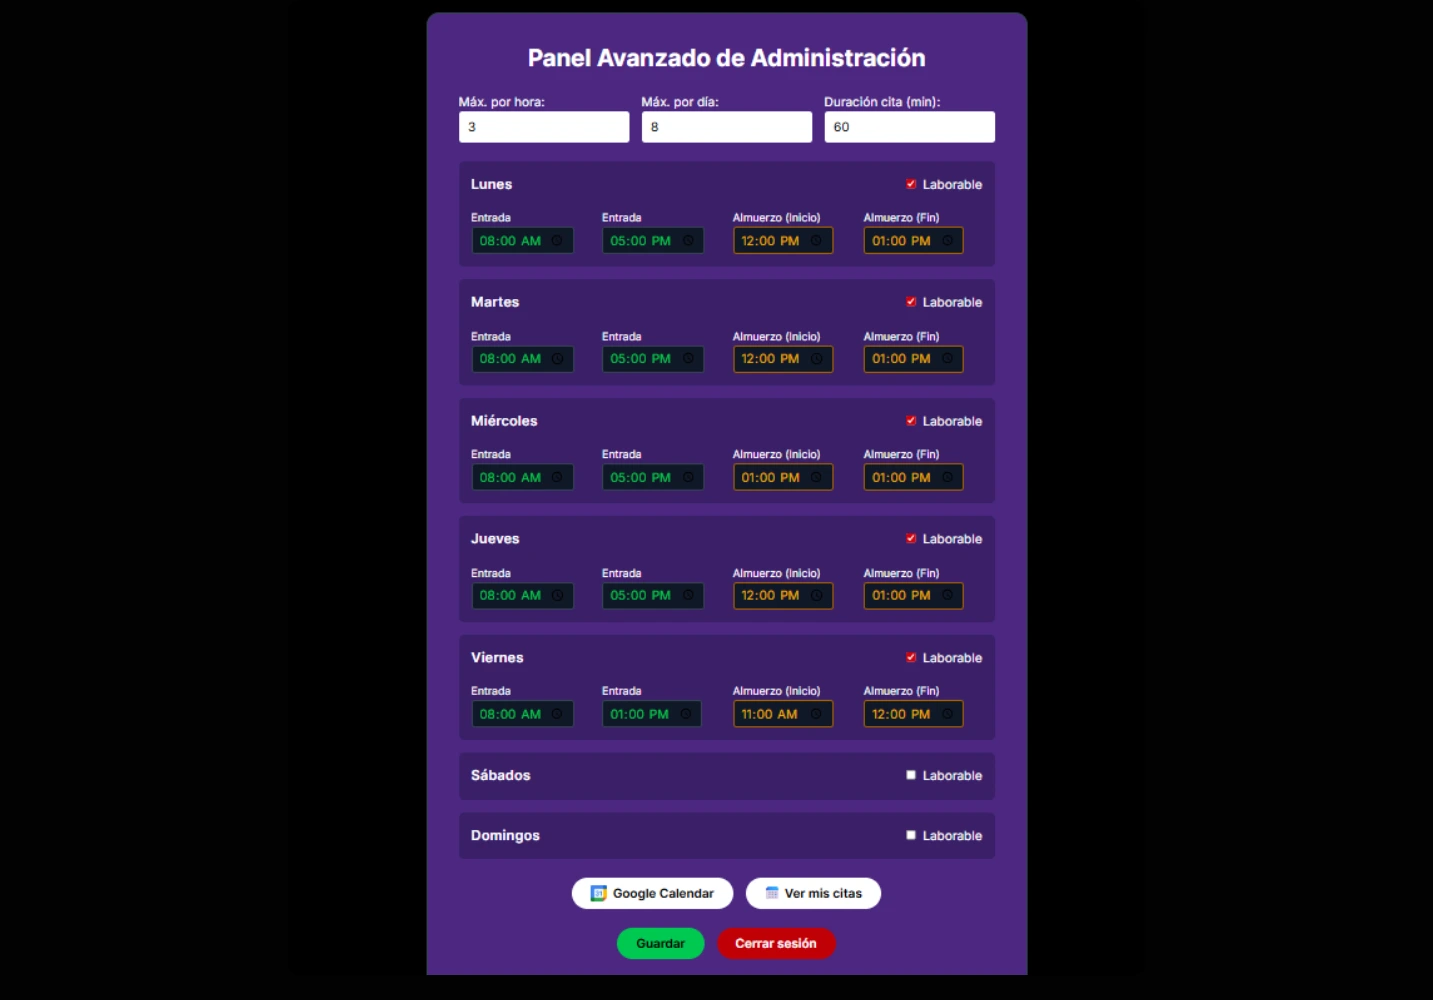 Panel Avanzado de Administración
Máx. por hora: Máx. por día: Duración cita (min):
3 8 60
Lunes Laborable
Entrada Entrada Almuerzo (Inicio) Almuerzo (Fin)
08:00 AM 05:00 PM 12:00 PM 01:00 PM
Martes Laborable
Entrada Entrada Almuerzo (Inicio) Almuerzo (Fin)
08:00 AM 05:00 PM 12:00 PM 01:00 PM
Miércoles Laborable
Entrada Entrada Almuerzo (Inicio) Almuerzo (Fin)
08:00 AM 05:00 PM 01:00 PM 01:00 PM
Jueves Laborable
Entrada Entrada Almuerzo (Inicio) Almuerzo (Fin)
08:00 AM 05:00 PM 12:00 PM 01:00 PM
Viernes Laborable
Entrada Entrada Almuerzo (Inicio) Almuerzo (Fin)
08:00 AM 01:00 PM 11:00 AM 12:00 PM
Sábados Laborable
Domingos Laborable
Google Calendar Ver mis citas
Guardar Cerrar sesión